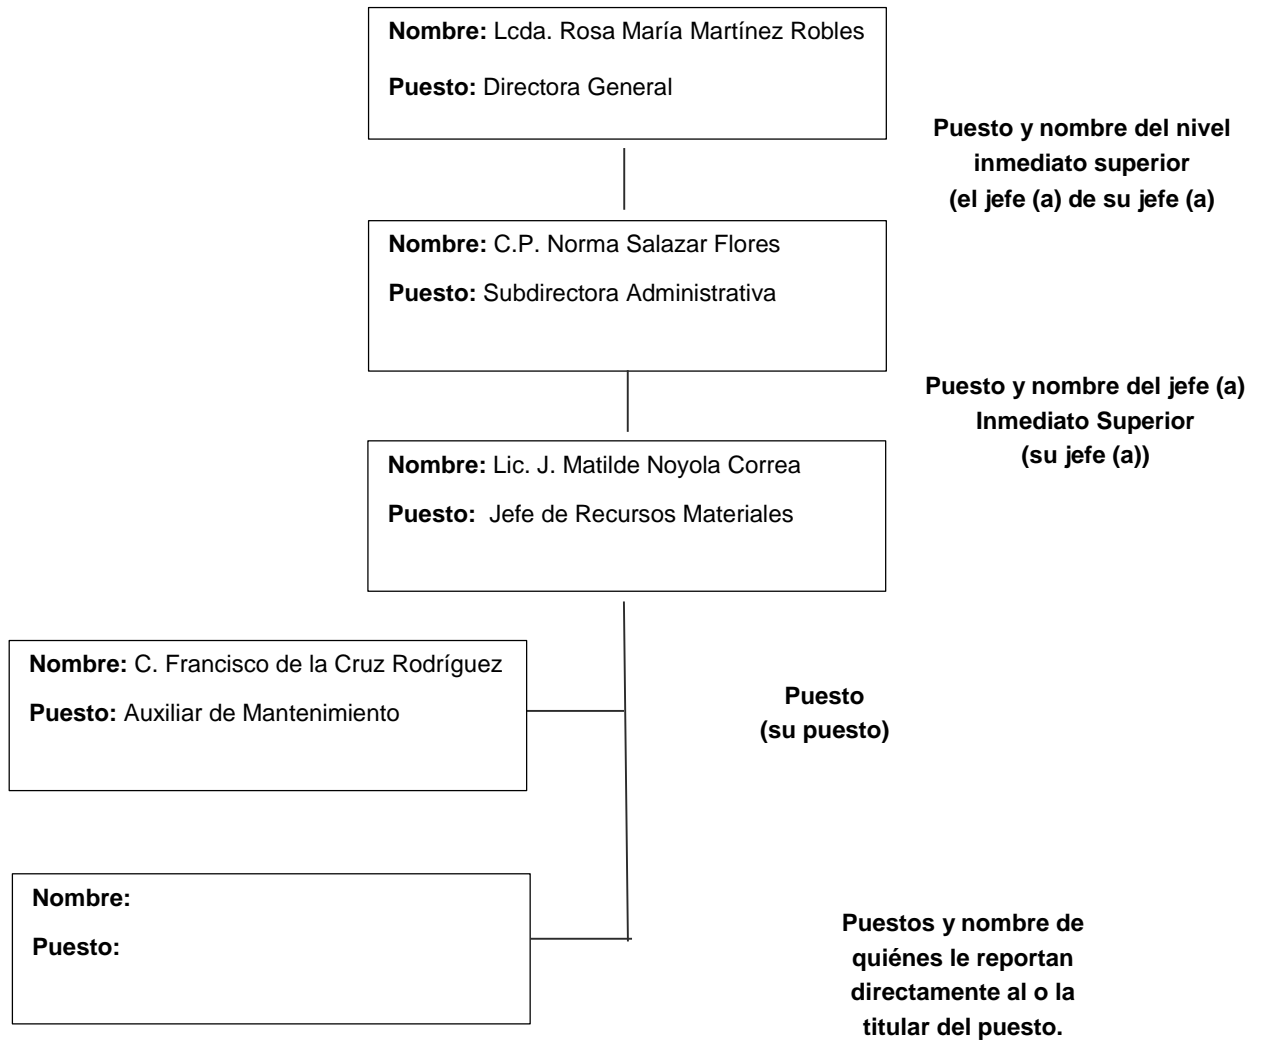 Nombre: Lcda. Rosa María Martínez Robles
Puesto: Directora General
Puesto y nombre del nivel
inmediato superior
(el jefe (a) de su jefe (a)
Nombre: C.P. Norma Salazar Flores
Puesto: Subdirectora Administrativa
Puesto y nombre del jefe (a)
Inmediato Superior
(su jefe (a))
Nombre: Lic. J. Matilde Noyola Correa
Puesto: Jefe de Recursos Materiales
Nombre: C. Francisco de la Cruz Rodríguez
Puesto: Auxiliar de Mantenimiento
Puesto
(su puesto)
Nombre:
Puesto:
Puestos y nombre de
quiénes le reportan
directamente al o la
titular del puesto.